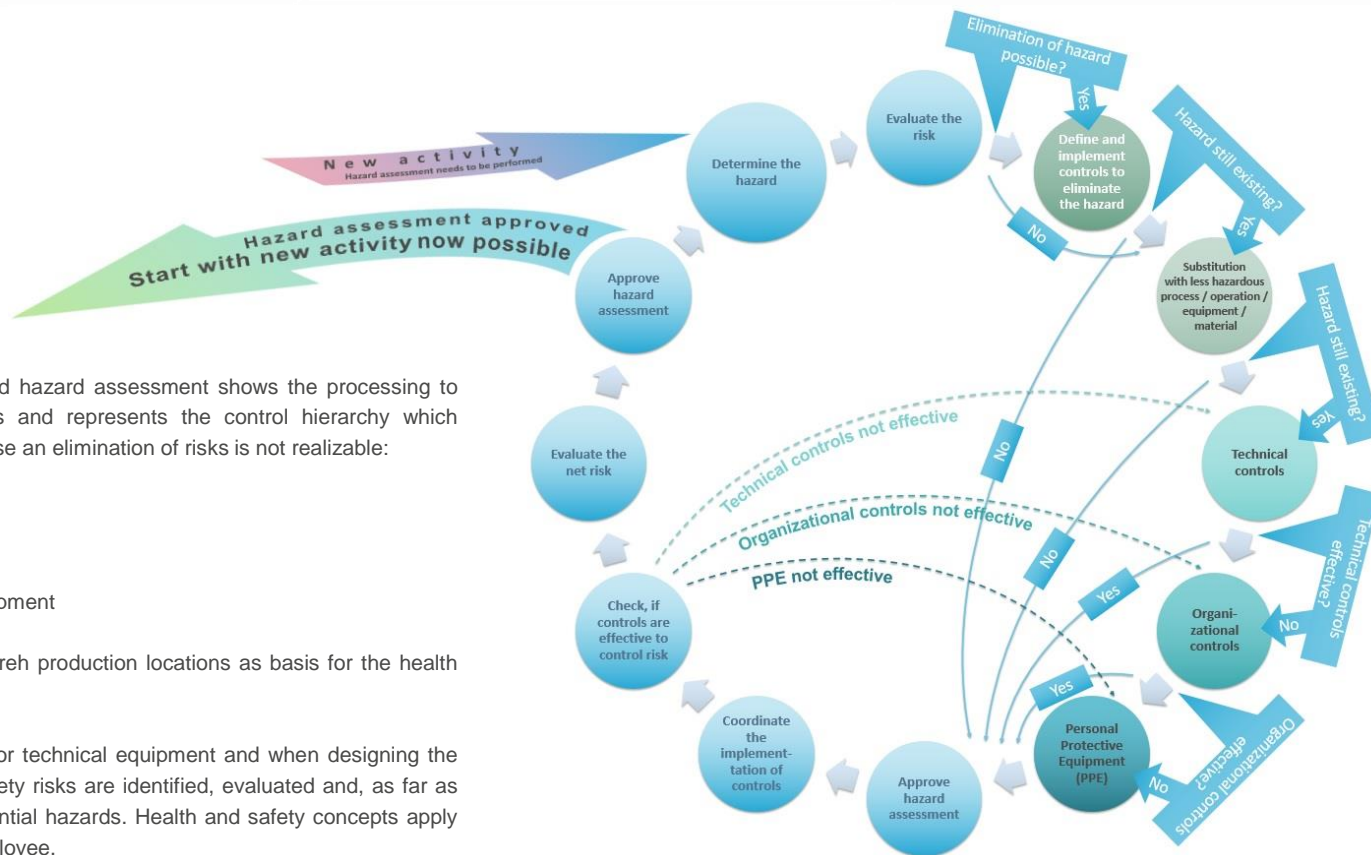 Elimination of hazard
possible?
Yes
Evaluate the
risk
New activity
Hazard assessment needs to be performed
Determine the
hazard
Define and
implement
controls to
eliminate
the hazard
Hazard still existing?
Yes
No
Hazard assessment approved
Start with new activity now possible
Approve
hazard
assessment
Substitution
with less hazardous
process / operation /
equipment /
material
Hazard still existing?
Yes
d hazard assessment shows the processing to
s and represents the control hierarchy which
se an elimination of risks is not realizable:
Technical controls not effective
No
Evaluate the
net risk
Technical
controls
Organizational controls not effective
No
Technical controls
effective?
No
PPE not effective
Yes
oment
Check, if
controls are
effective to
control risk
Organi-
zational
controls
reh production locations as basis for the health
Yes
Organizational controls
effective?
No
Coordinate
the
implement-
tation of
controls
Personal
Protective
Equipment
(PPE)
or technical equipment and when designing the
ety risks are identified, evaluated and, as far as
ential hazards. Health and safety concepts apply
ployee.
Approve
hazard
assessment